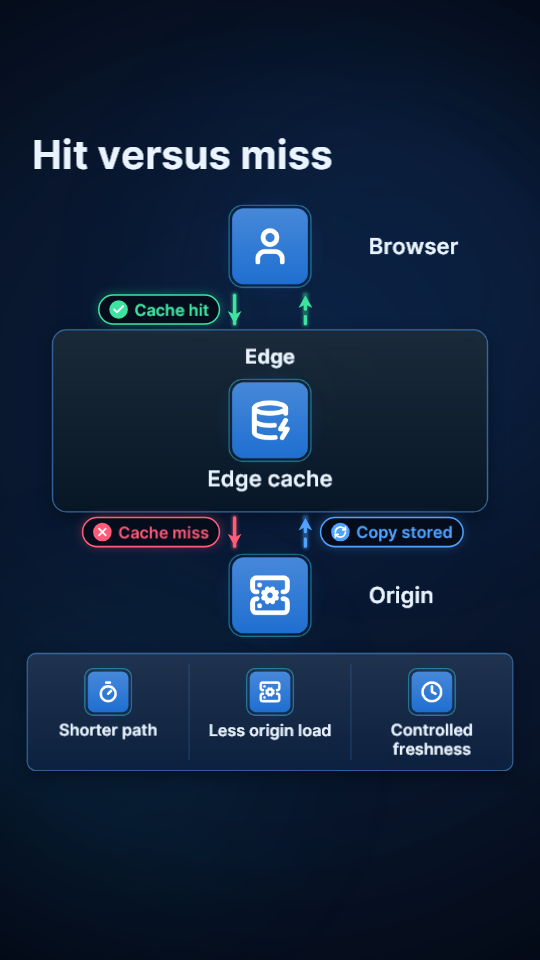 Hit versus miss
Browser
Cache hit
Edge
Edge cache
Cache miss
Copy stored
Origin
Shorter path
Less origin load
Controlled
freshness